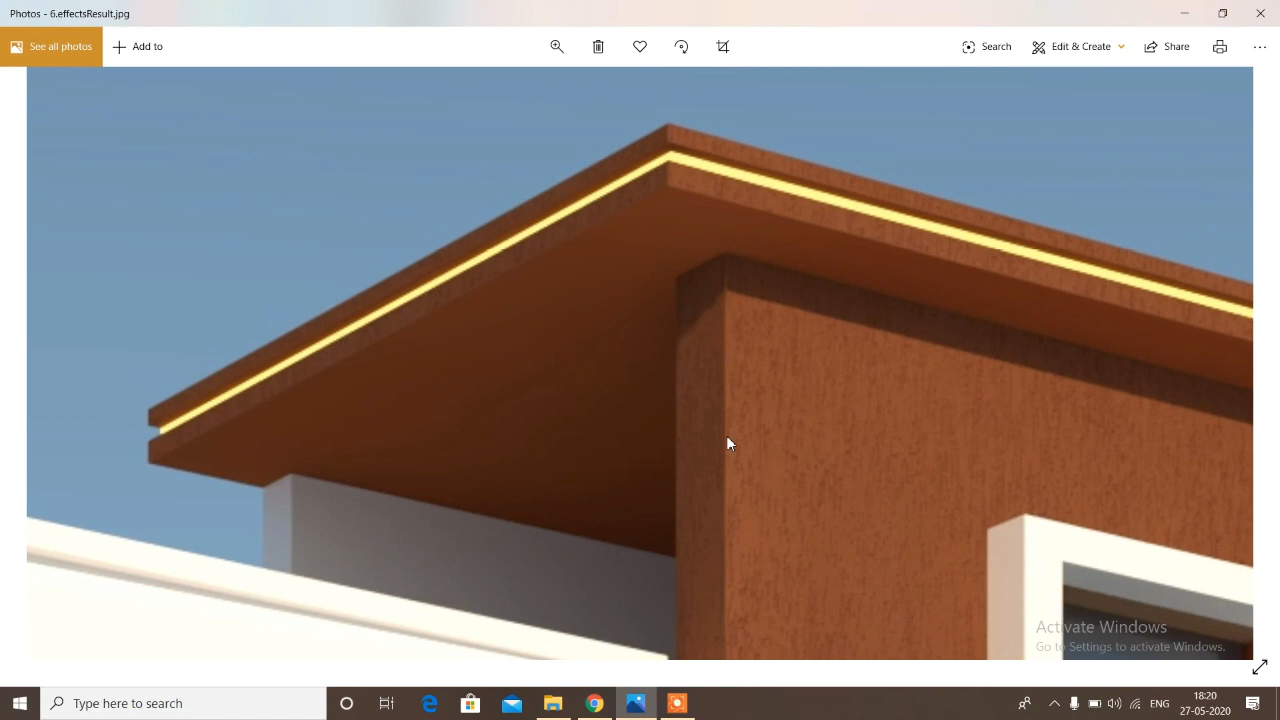 Photos - 6.effectsResult.jpg
See all photos
Add to
Search
Edit & Create
Share
Activate Windows
Go to Settings to activate Windows.
Type here to search
ENG
18:20
27-05-2020